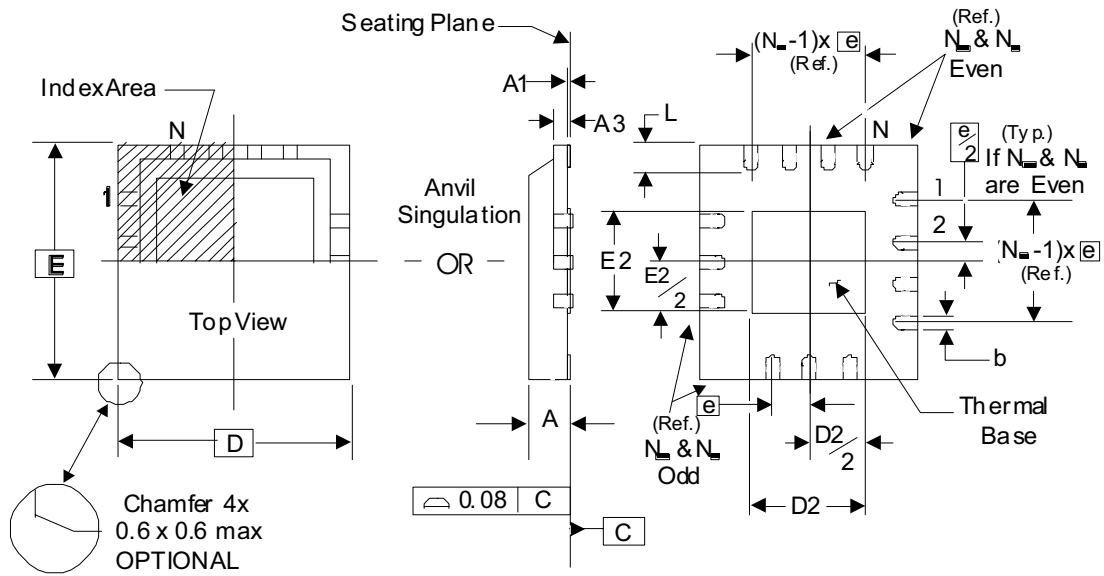 Seating Plane
(Ref.)
N & N
Even
(N -1)x e
(Ref.)
A1
Index Area
A3
L
N
N
e/2
(Typ.)
If N & N
are Even
1
1
Anvil
Singulation
2
E2
(N -1)x e
(Ref.)
E
OR
E2/2
Top View
b
e
Thermal
Base
(Ref.)
N & N
Odd
A
D2/2
D
D2
0.08 C
Chamfer 4x
0.6 x 0.6 max
OPTIONAL
C